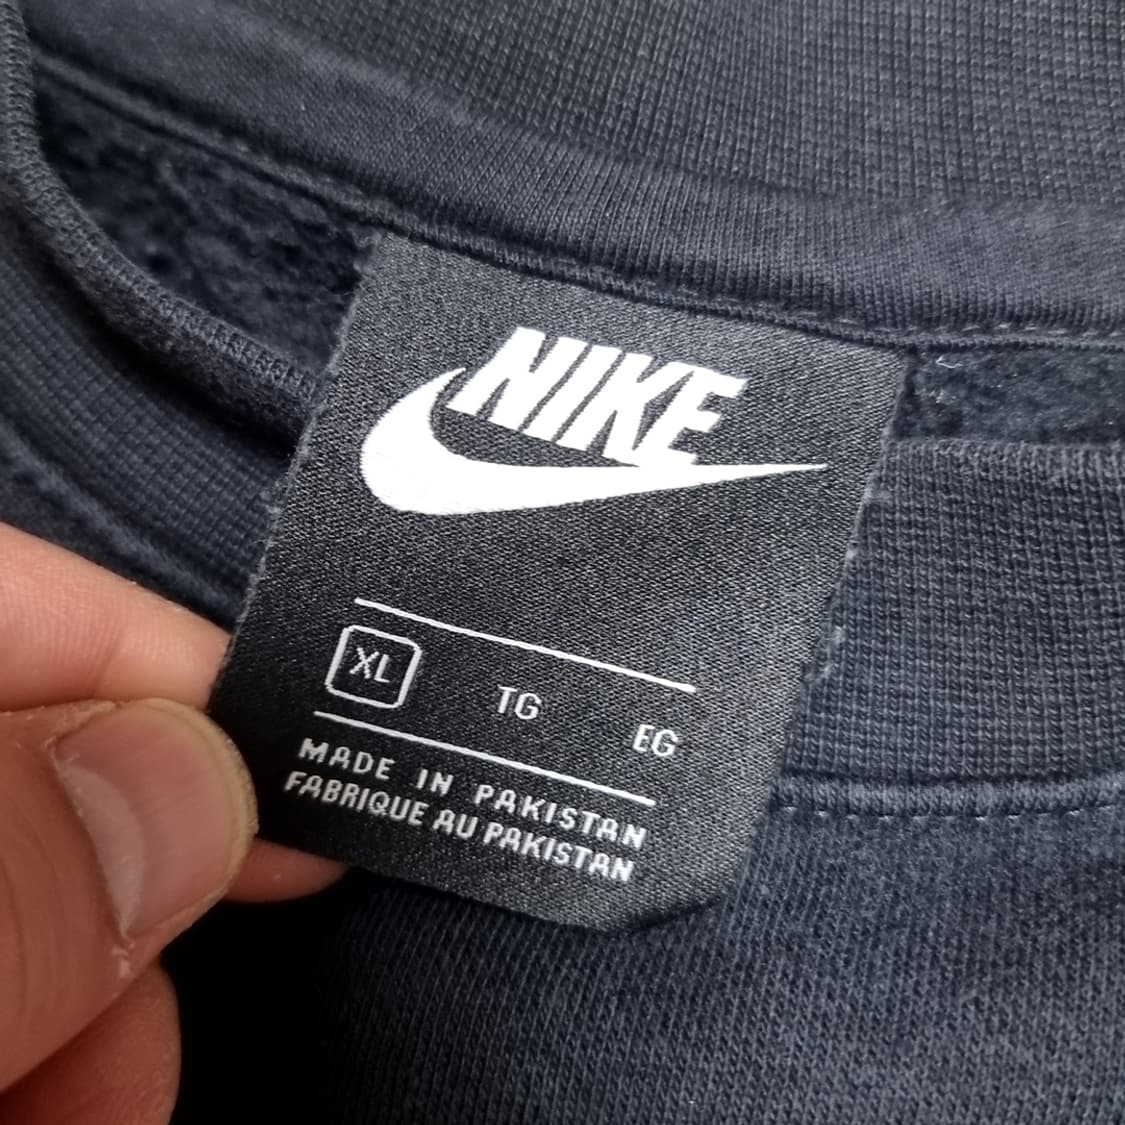 NIKE
XL TG EG
MADE IN PAKISTAN
FABRIQUE AU PAKISTAN